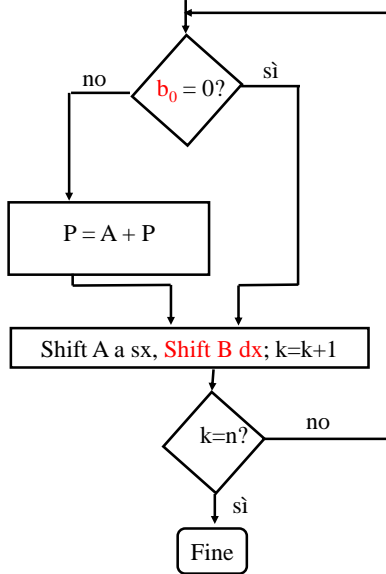 no
b₀ = 0?
sì
P = A + P
Shift A a sx, Shift B dx; k=k+1
k=n?
no
sì
Fine